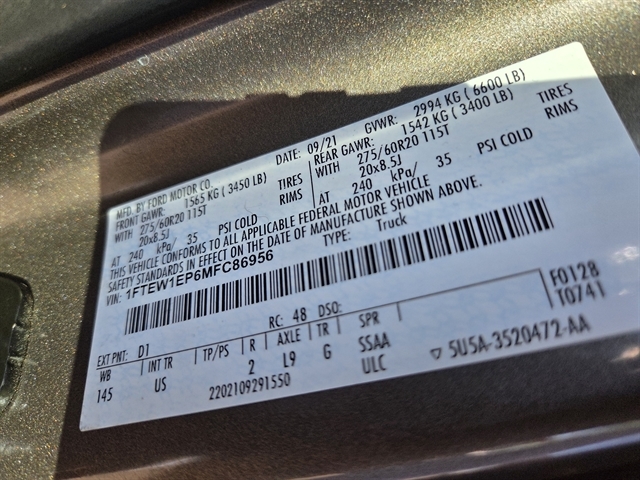 MFD. BY FORD MOTOR CO.
DATE: 09/21 GVWR: 2994 KG ( 6600 LB)
FRONT GAWR: 1565 KG ( 3450 LB) REAR GAWR: 1542 KG ( 3400 LB)
WITH 275/60R20 115T TIRES 275/60R20 115T TIRES
20x8.5J RIMS 20x8.5J RIMS
AT 240 kPa/ 35 PSI COLD AT 240 kPa/ 35 PSI COLD
THIS VEHICLE CONFORMS TO ALL APPLICABLE FEDERAL MOTOR VEHICLE
SAFETY STANDARDS IN EFFECT ON THE DATE OF MANUFACTURE SHOWN ABOVE.
VIN: 1FTEW1EP6MFC86956 TYPE: Truck
F0128
T0741
EXT PNT: D1 RC: 48 DSO:
WB INT TR TP/PS R AXLE TR SPR
145 US 2 L9 G SSAA
2202109291550 ULC ▽ 5U5A-3520472-AA